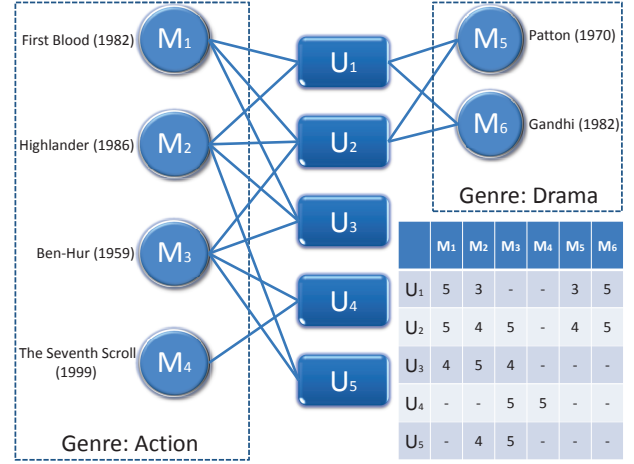 First Blood (1982)
M1
U1
M5
Patton (1970)
Highlander (1986)
M2
U2
M6
Gandhi (1982)
Genre: Drama
Ben-Hur (1959)
M3
U3
The Seventh Scroll
(1999)
M4
U4
U5
Genre: Action
M1 M2 M3 M4 M5 M6
U1 5 3 - - 3 5
U2 5 4 5 - 4 5
U3 4 5 4 - - -
U4 - - 5 5 - -
U5 - 4 5 - - -